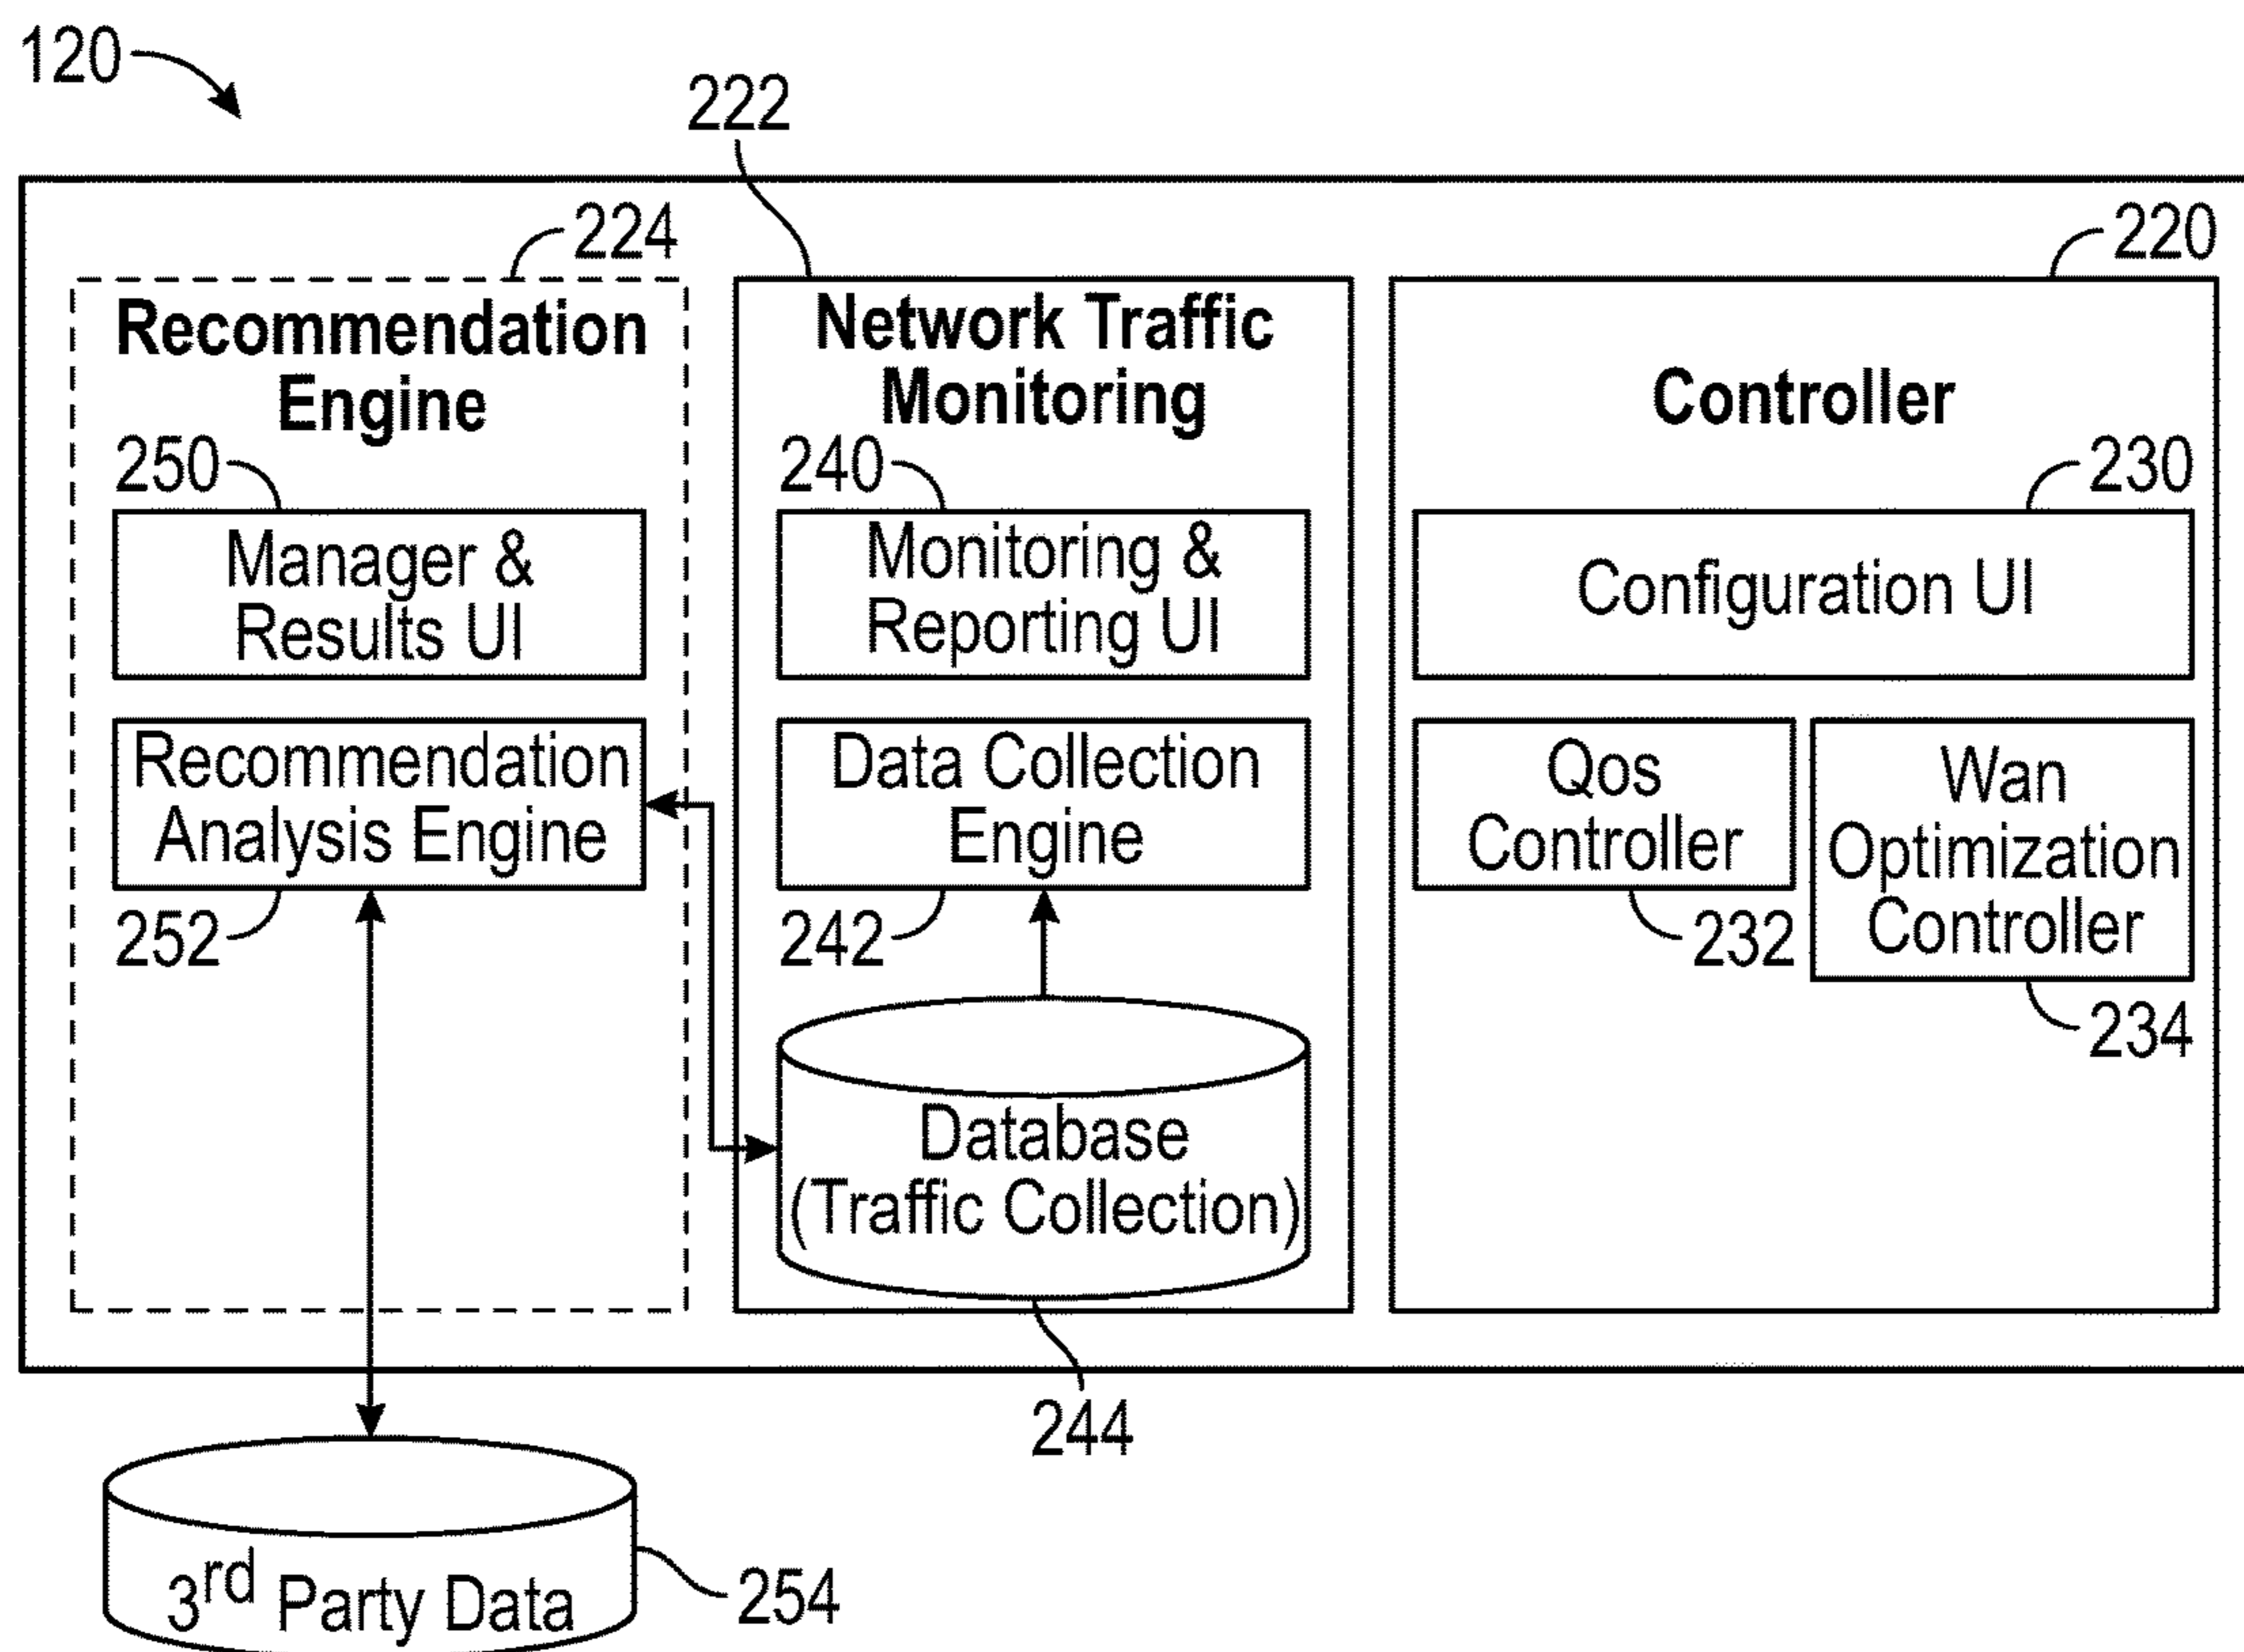 120
222
224
220
Recommendation
Engine
250
Manager &
Results UI
Recommendation
Analysis Engine
252
Network Traffic
Monitoring
240
Monitoring &
Reporting UI
Data Collection
Engine
242
Database
(Traffic Collection)
244
Controller
230
Configuration UI
Qos
Controller
232
Wan
Optimization
Controller
234
3rd Party Data
254